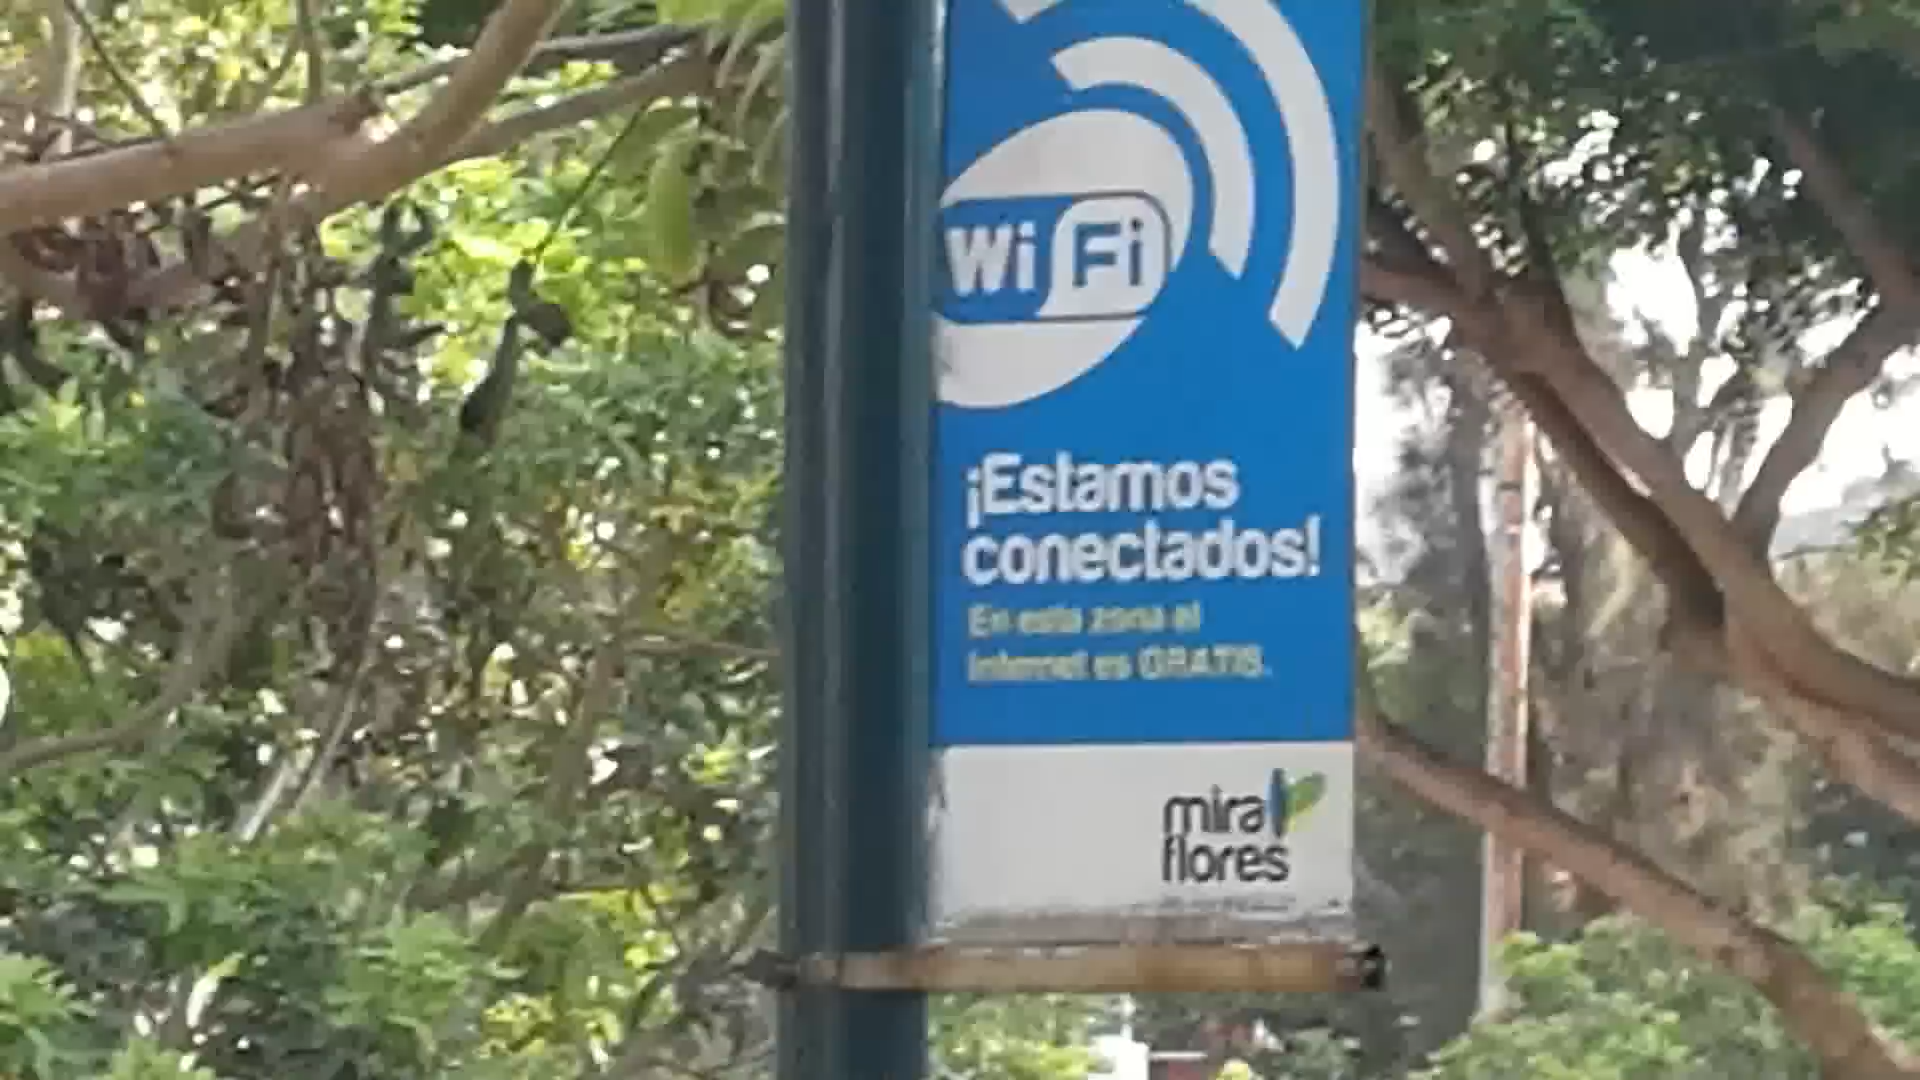 WiFi
¡Estamos
conectados!
En esta zona el
Internet es GRATIS.
mira
flores